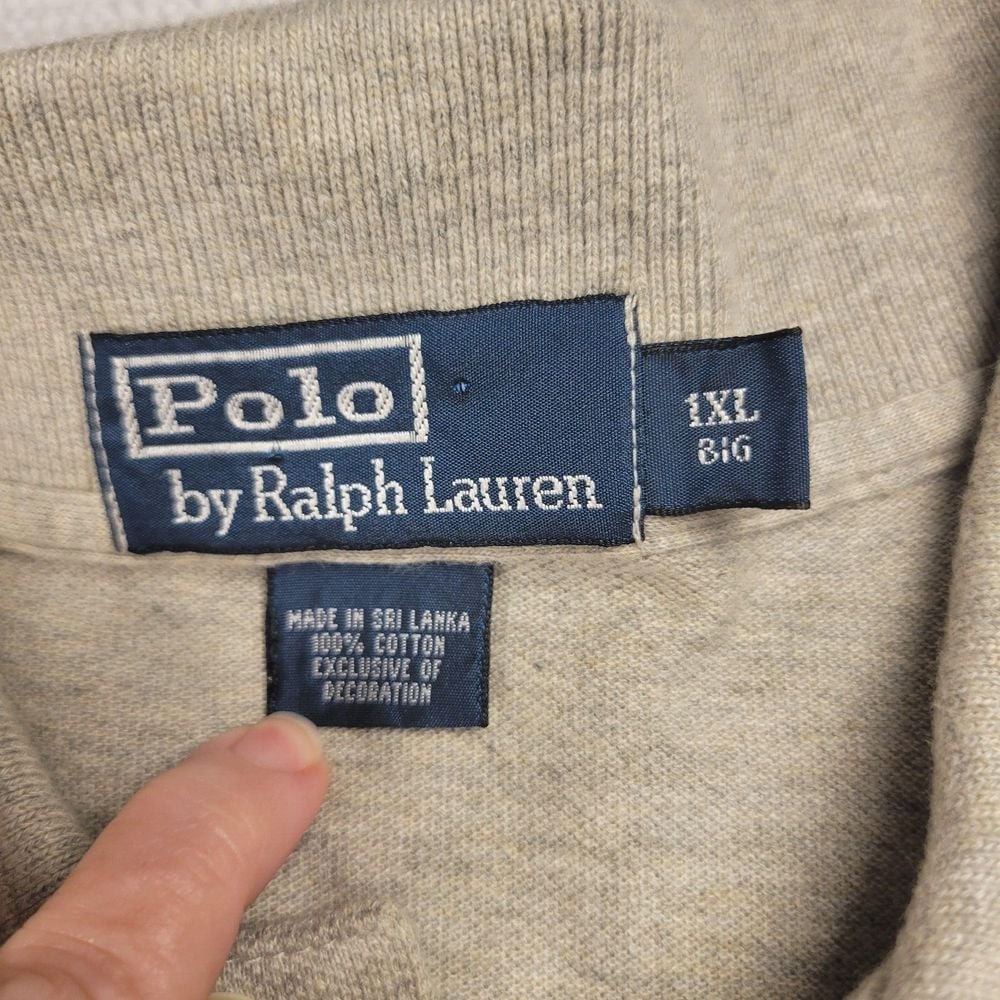 Polo
by Ralph Lauren
1XL
BIG
MADE IN SRI LANKA
100% COTTON
EXCLUSIVE OF
DECORATION